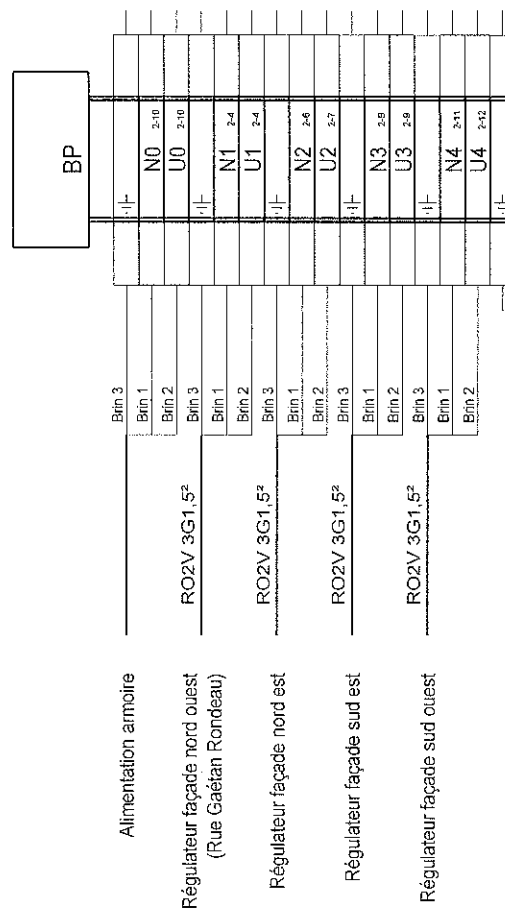 BP
N0 2-10
U0 2-10
N1 2-4
U1 2-4
N2 2-6
U2 2-7
N3 2-8
U3 2-9
N4 2-11
U4 2-12
Brin 3
Brin 1
Brin 2
Brin 3
Brin 1
Brin 2
Brin 3
Brin 1
Brin 2
Brin 3
Brin 1
Brin 2
Brin 3
Brin 1
Brin 2
RO2V 3G1,5²
RO2V 3G1,5²
RO2V 3G1,5²
RO2V 3G1,5²
Alimentation armoire
Régulateur façade nord ouest
(Rue Gaétan Rondeau)
Régulateur façade nord est
Régulateur façade sud est
Régulateur façade sud ouest